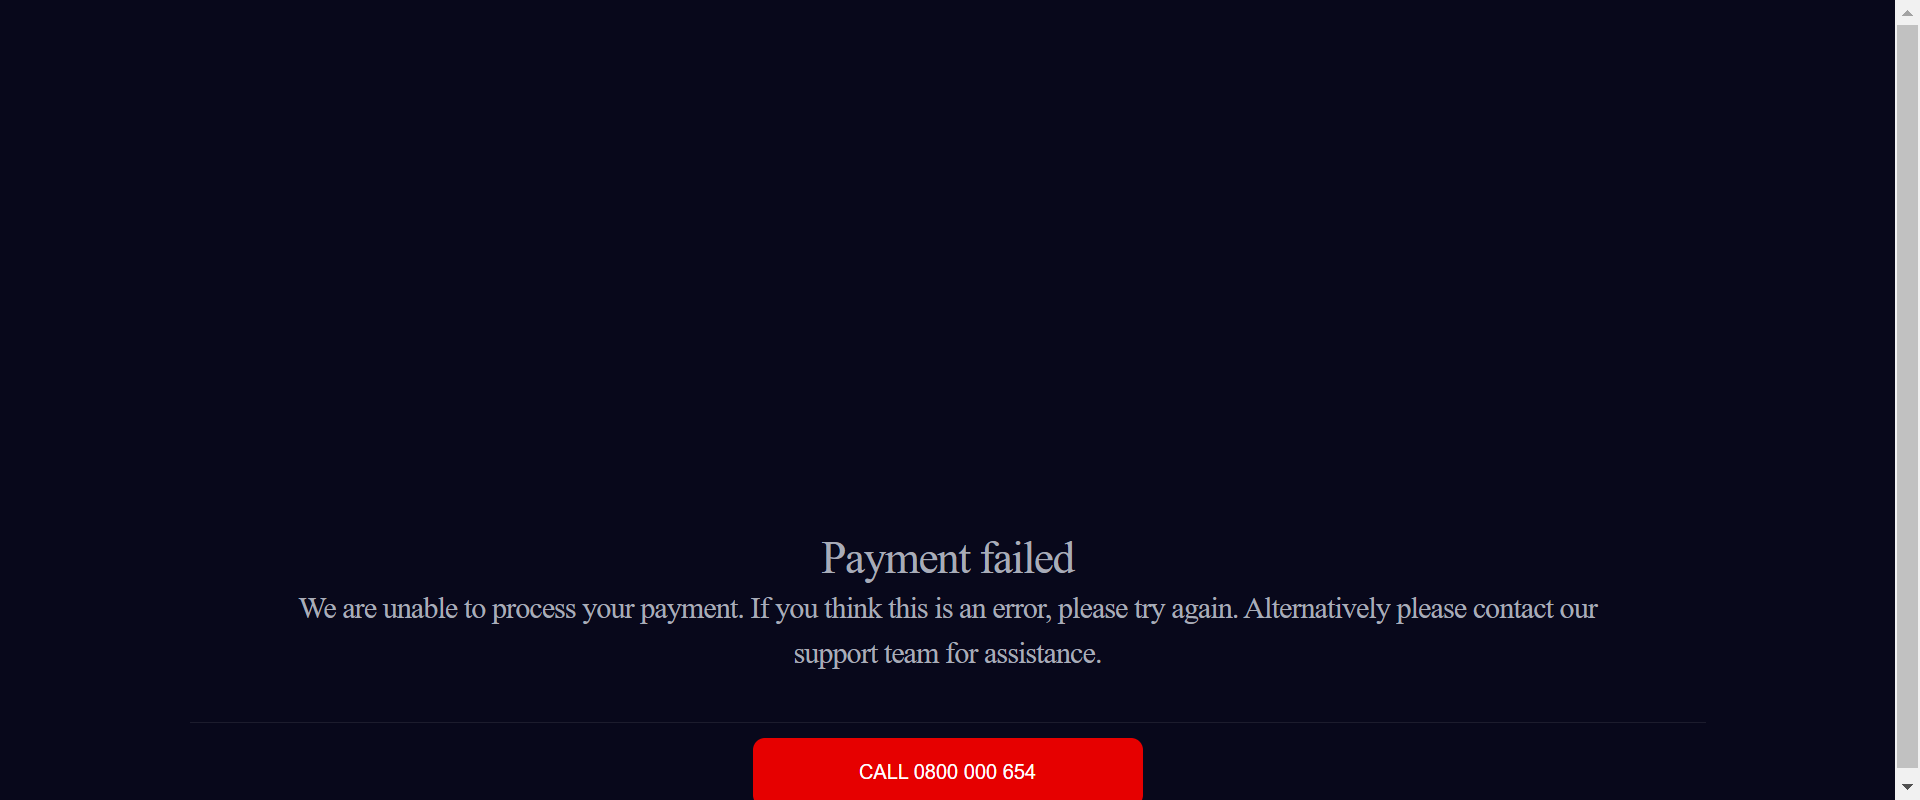 Payment failed
We are unable to process your payment. If you think this is an error, please try again. Alternatively please contact our
support team for assistance.
CALL 0800 000 654